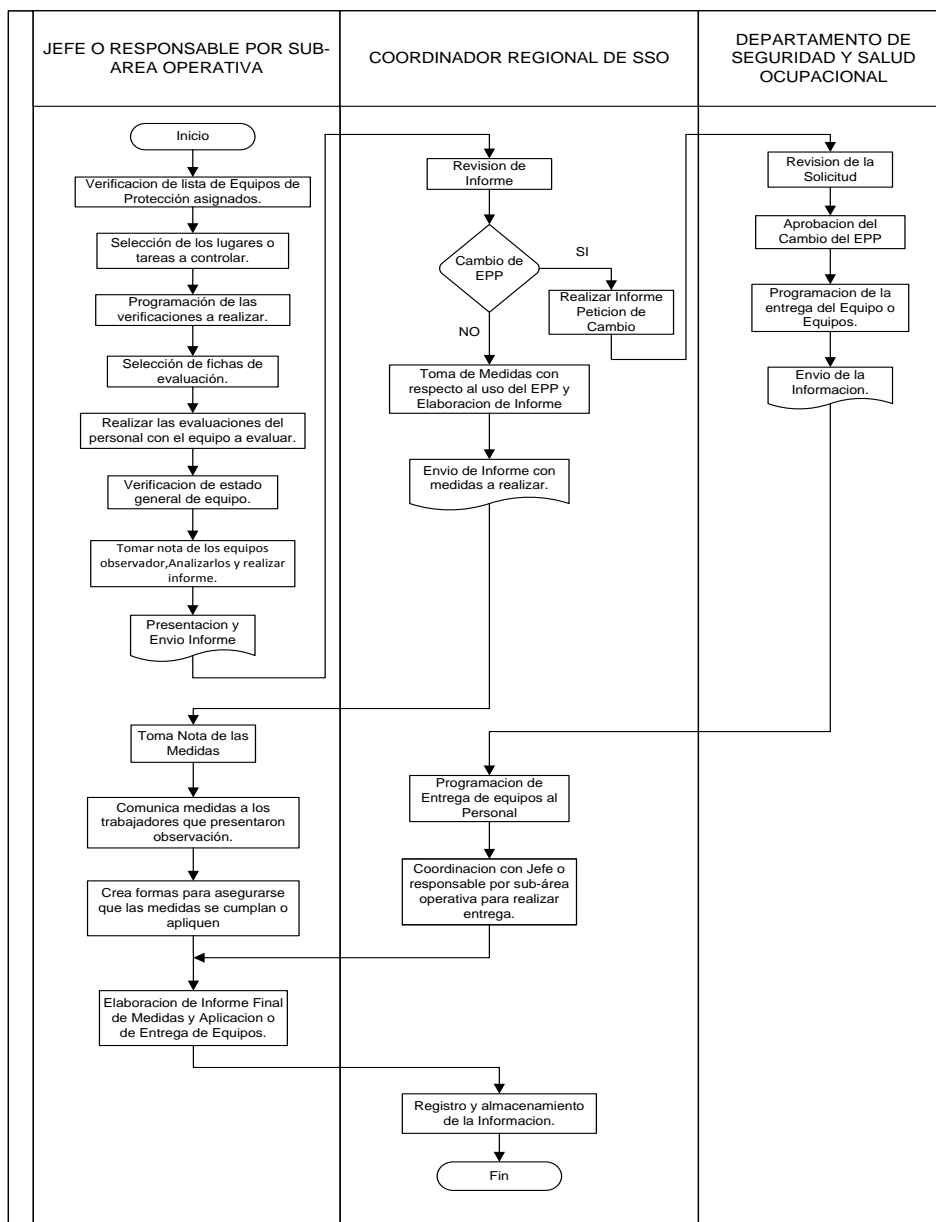 JEFE O RESPONSABLE POR SUB-
AREA OPERATIVA
COORDINADOR REGIONAL DE SSO
DEPARTAMENTO DE
SEGURIDAD Y SALUD
OCUPACIONAL
Inicio
Verificacion de lista de Equipos de
Protección asignados.
Selección de los lugares o
tareas a controlar.
Programación de las
verificaciones a realizar.
Selección de fichas de
evaluación.
Realizar las evaluaciones del
personal con el equipo a evaluar.
Verificacion de estado
general de equipo.
Tomar nota de los equipos
observador,Analizarlos y realizar
informe.
Presentacion y
Envio Informe
Revision de
Informe
Cambio de
EPP
SI
NO
Realizar Informe
Peticion de
Cambio
Toma de Medidas con
respecto al uso del EPP y
Elaboracion de Informe
Envio de Informe con
medidas a realizar.
Revision de la
Solicitud
Aprobacion del
Cambio del EPP
Programacion de la
entrega del Equipo o
Equipos.
Envio de la
Informacion.
Toma Nota de las
Medidas
Comunica medidas a los
trabajadores que presentaron
observación.
Crea formas para asegurarse
que las medidas se cumplan o
apliquen
Programacion de
Entrega de equipos al
Personal
Coordinacion con Jefe o
responsable por sub-área
operativa para realizar
entrega.
Elaboracion de Informe Final
de Medidas y Aplicacion o
de Entrega de Equipos.
Registro y almacenamiento
de la Informacion.
Fin